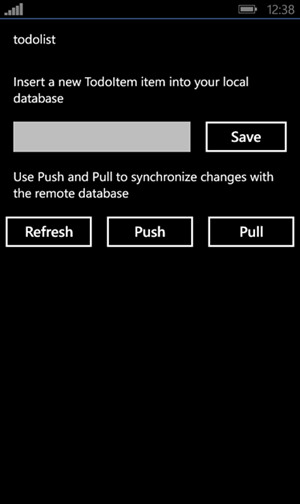 12:38
todolist
Insert a new TodoItem item into your local
database
Save
Use Push and Pull to synchronize changes with
the remote database
Refresh Push Pull